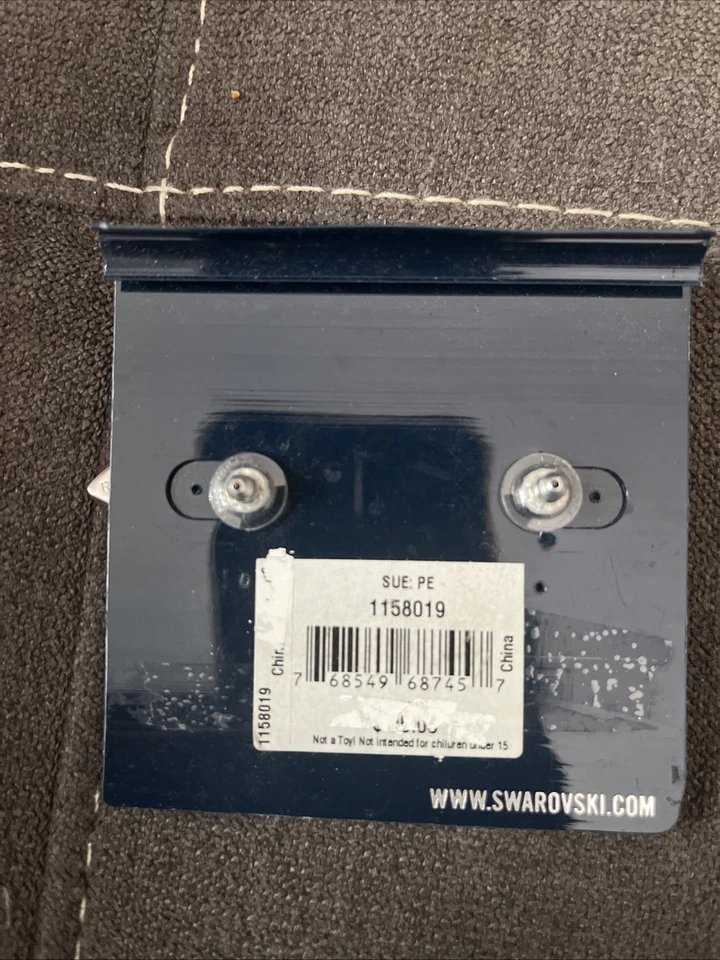 SUE: PE
1158019
China
China
7 68549 68745 7
1158019
Not a Toy! Not intended for children under 15
WWW.SWAROVSKI.COM